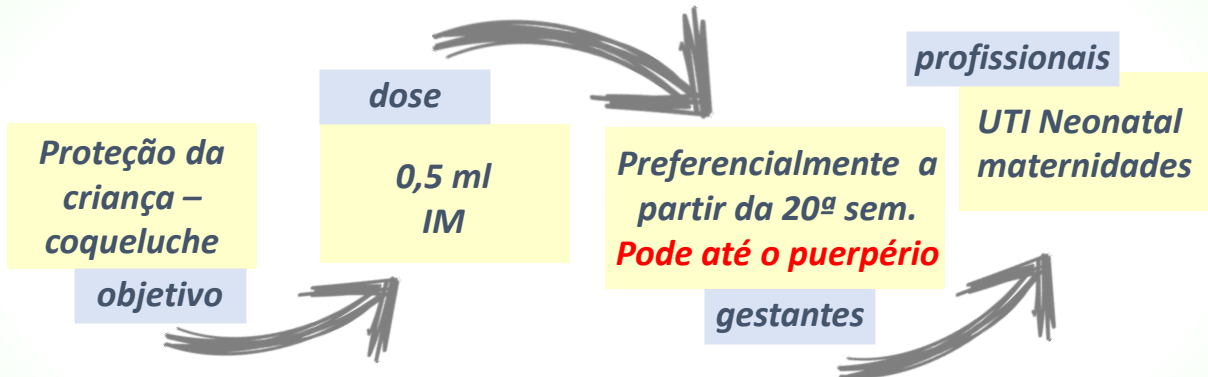 Proteção da
criança –
coqueluche
objetivo
dose
0,5 ml
IM
Preferencialmente a
partir da 20ª sem.
Pode até o puerpério
gestantes
profissionais
UTI Neonatal
maternidades